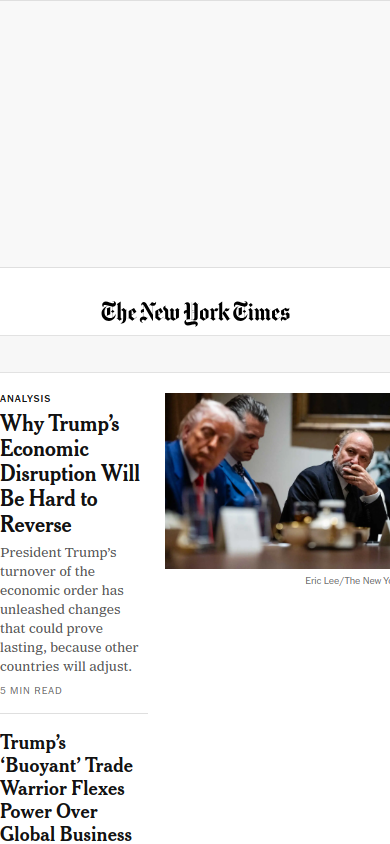 The New York Times
ANALYSIS
Why Trump’s
Economic
Disruption Will
Be Hard to
Reverse
President Trump’s
turnover of the
economic order has
unleashed changes
that could prove
lasting, because other
countries will adjust.
5 MIN READ
Eric Lee/The New Yo
Trump’s
‘Buoyant’ Trade
Warrior Flexes
Power Over
Global Business